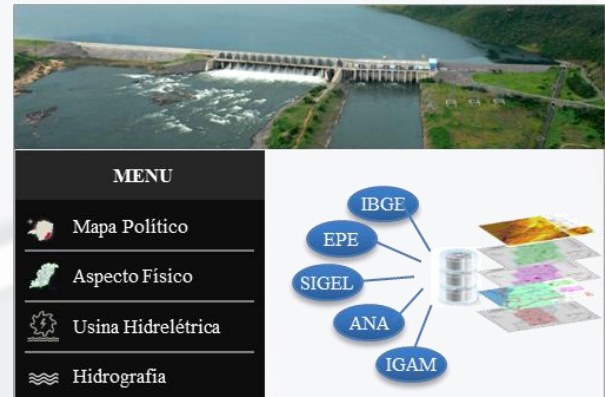 MENU
Mapa Político
Aspecto Físico
Usina Hidrelétrica
Hidrografia
IBGE
EPE
SIGEL
ANA
IGAM